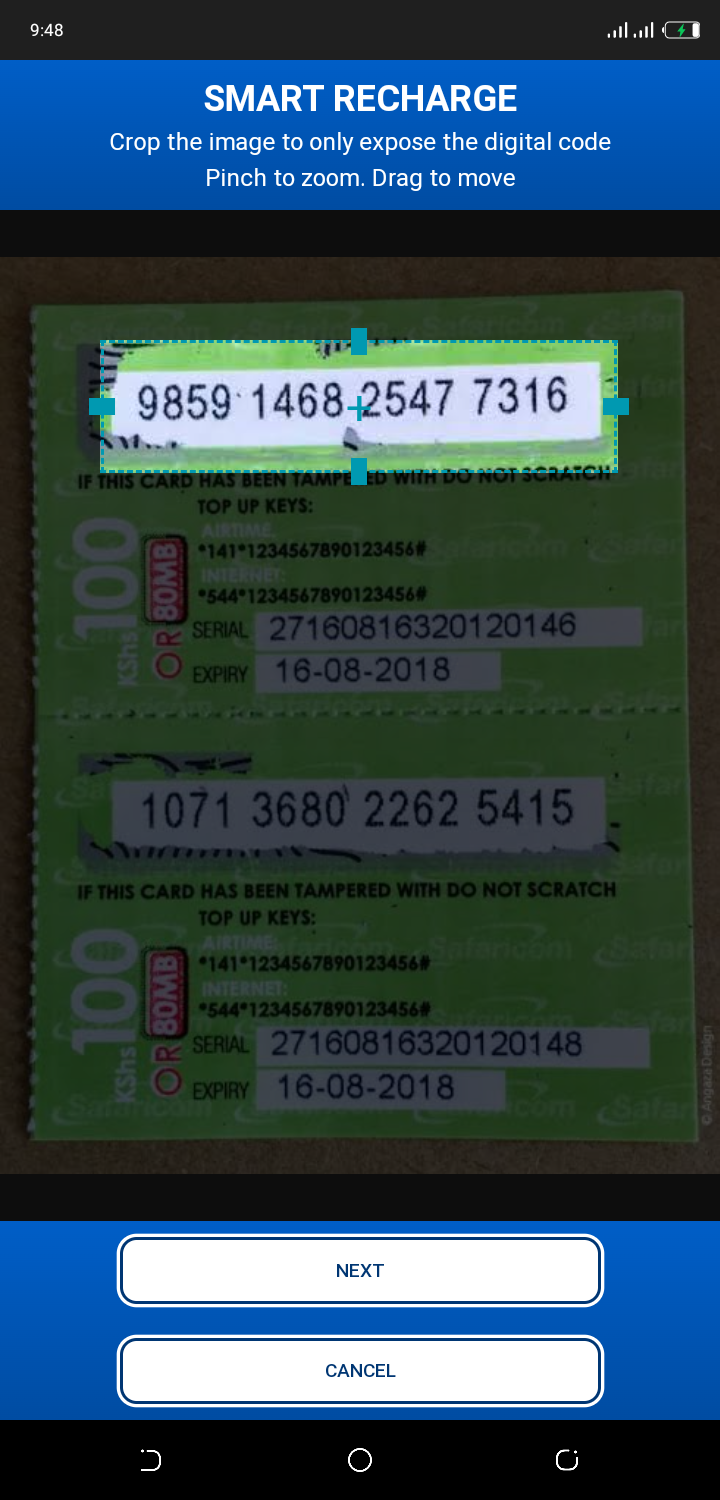 9:48
SMART RECHARGE
Crop the image to only expose the digital code
Pinch to zoom. Drag to move
9859 1468 2547 7316
IF THIS CARD HAS BEEN TAMPERED WITH DO NOT SCRATCH
TOP UP KEYS:
AIRTIME:
*141*1234567890123456#
INTERNET:
*544*1234567890123456#
KShs 100 OR 80MB
SERIAL 27160816320120146
EXPIRY 16-08-2018
1071 3680 2262 5415
IF THIS CARD HAS BEEN TAMPERED WITH DO NOT SCRATCH
TOP UP KEYS:
AIRTIME:
*141*1234567890123456#
INTERNET:
*544*1234567890123456#
KShs 100 OR 80MB
SERIAL 27160816320120148
EXPIRY 16-08-2018
Safaricom
© Angaza Design
NEXT
CANCEL